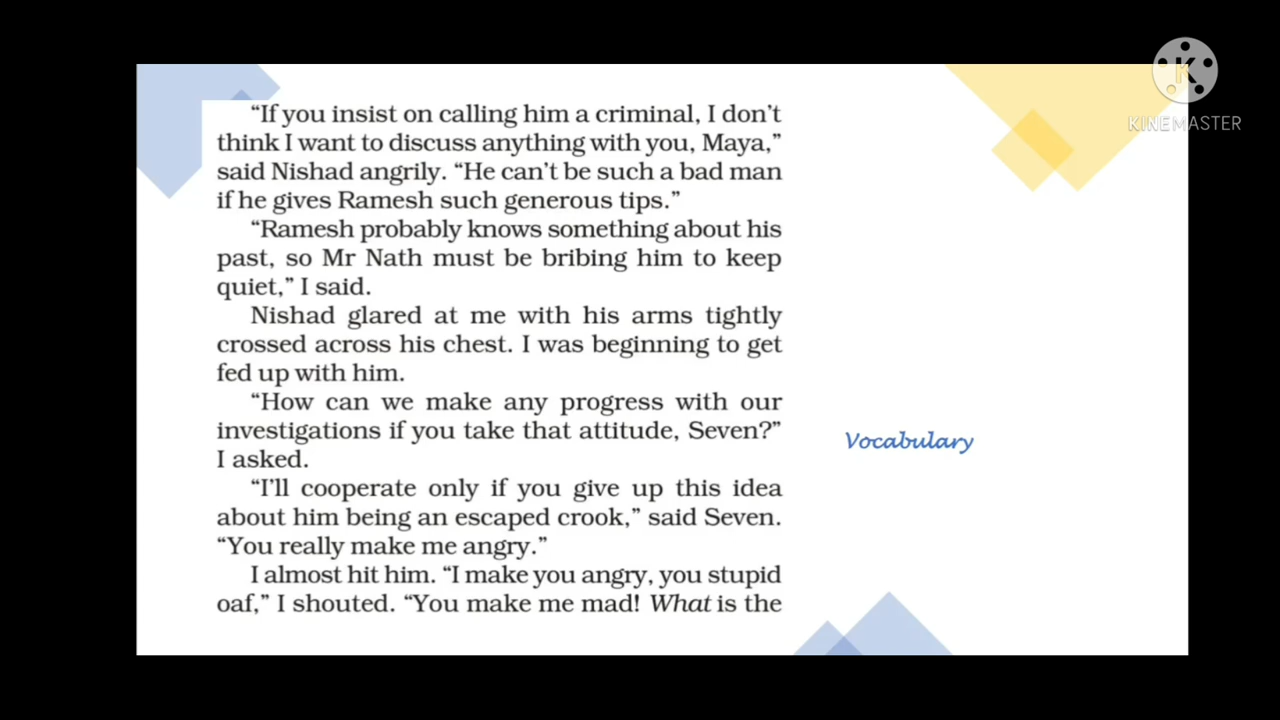 “If you insist on calling him a criminal, I don’t
think I want to discuss anything with you, Maya,”
said Nishad angrily. “He can’t be such a bad man
if he gives Ramesh such generous tips.”
“Ramesh probably knows something about his
past, so Mr Nath must be bribing him to keep
quiet,” I said.
Nishad glared at me with his arms tightly
crossed across his chest. I was beginning to get
fed up with him.
“How can we make any progress with our
investigations if you take that attitude, Seven?”
I asked.
“I’ll cooperate only if you give up this idea
about him being an escaped crook,” said Seven.
“You really make me angry.”
I almost hit him. “I make you angry, you stupid
oaf,” I shouted. “You make me mad! What is the
Vocabulary
K
KINEMASTER